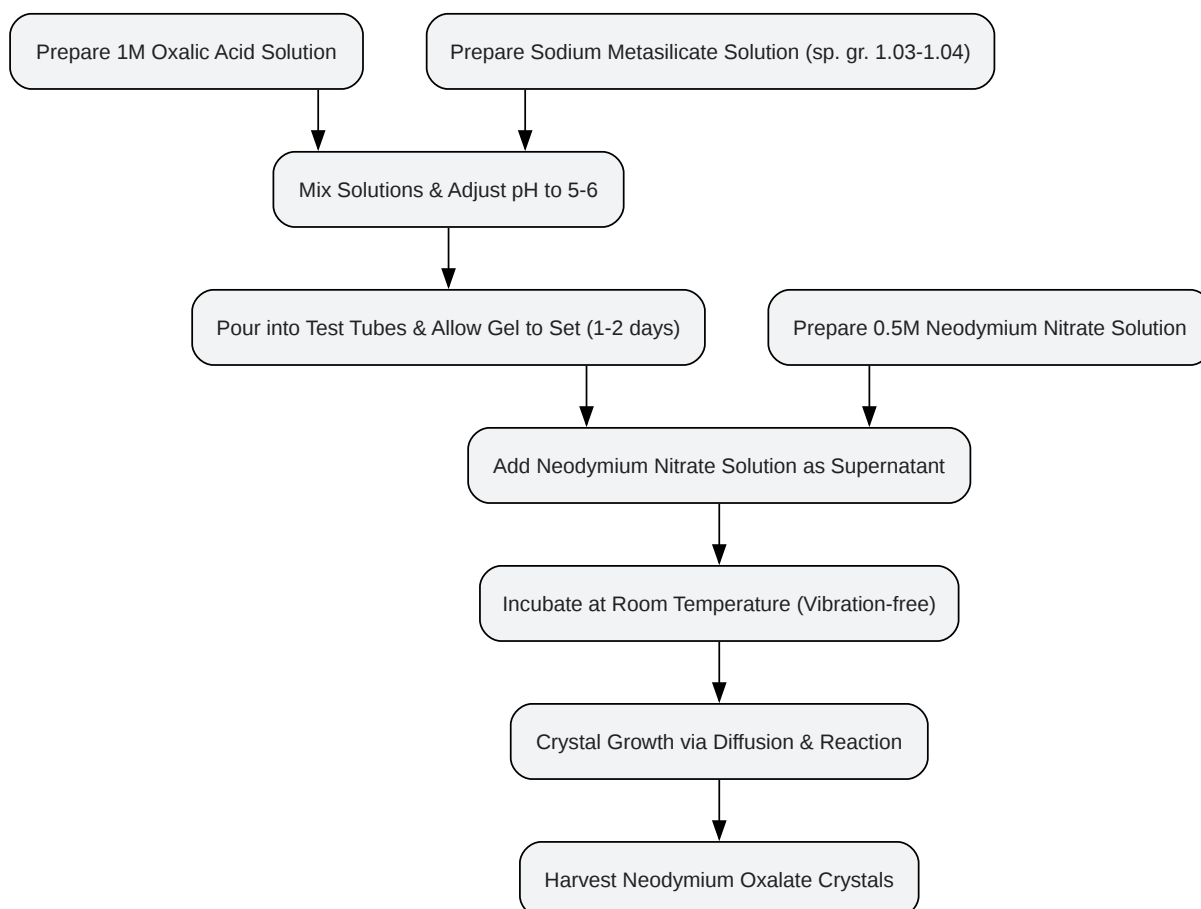 Prepare 1M Oxalic Acid Solution
Prepare Sodium Metasilicate Solution (sp. gr. 1.03-1.04)
Mix Solutions & Adjust pH to 5-6
Pour into Test Tubes & Allow Gel to Set (1-2 days)
Prepare 0.5M Neodymium Nitrate Solution
Add Neodymium Nitrate Solution as Supernatant
Incubate at Room Temperature (Vibration-free)
Crystal Growth via Diffusion & Reaction
Harvest Neodymium Oxalate Crystals